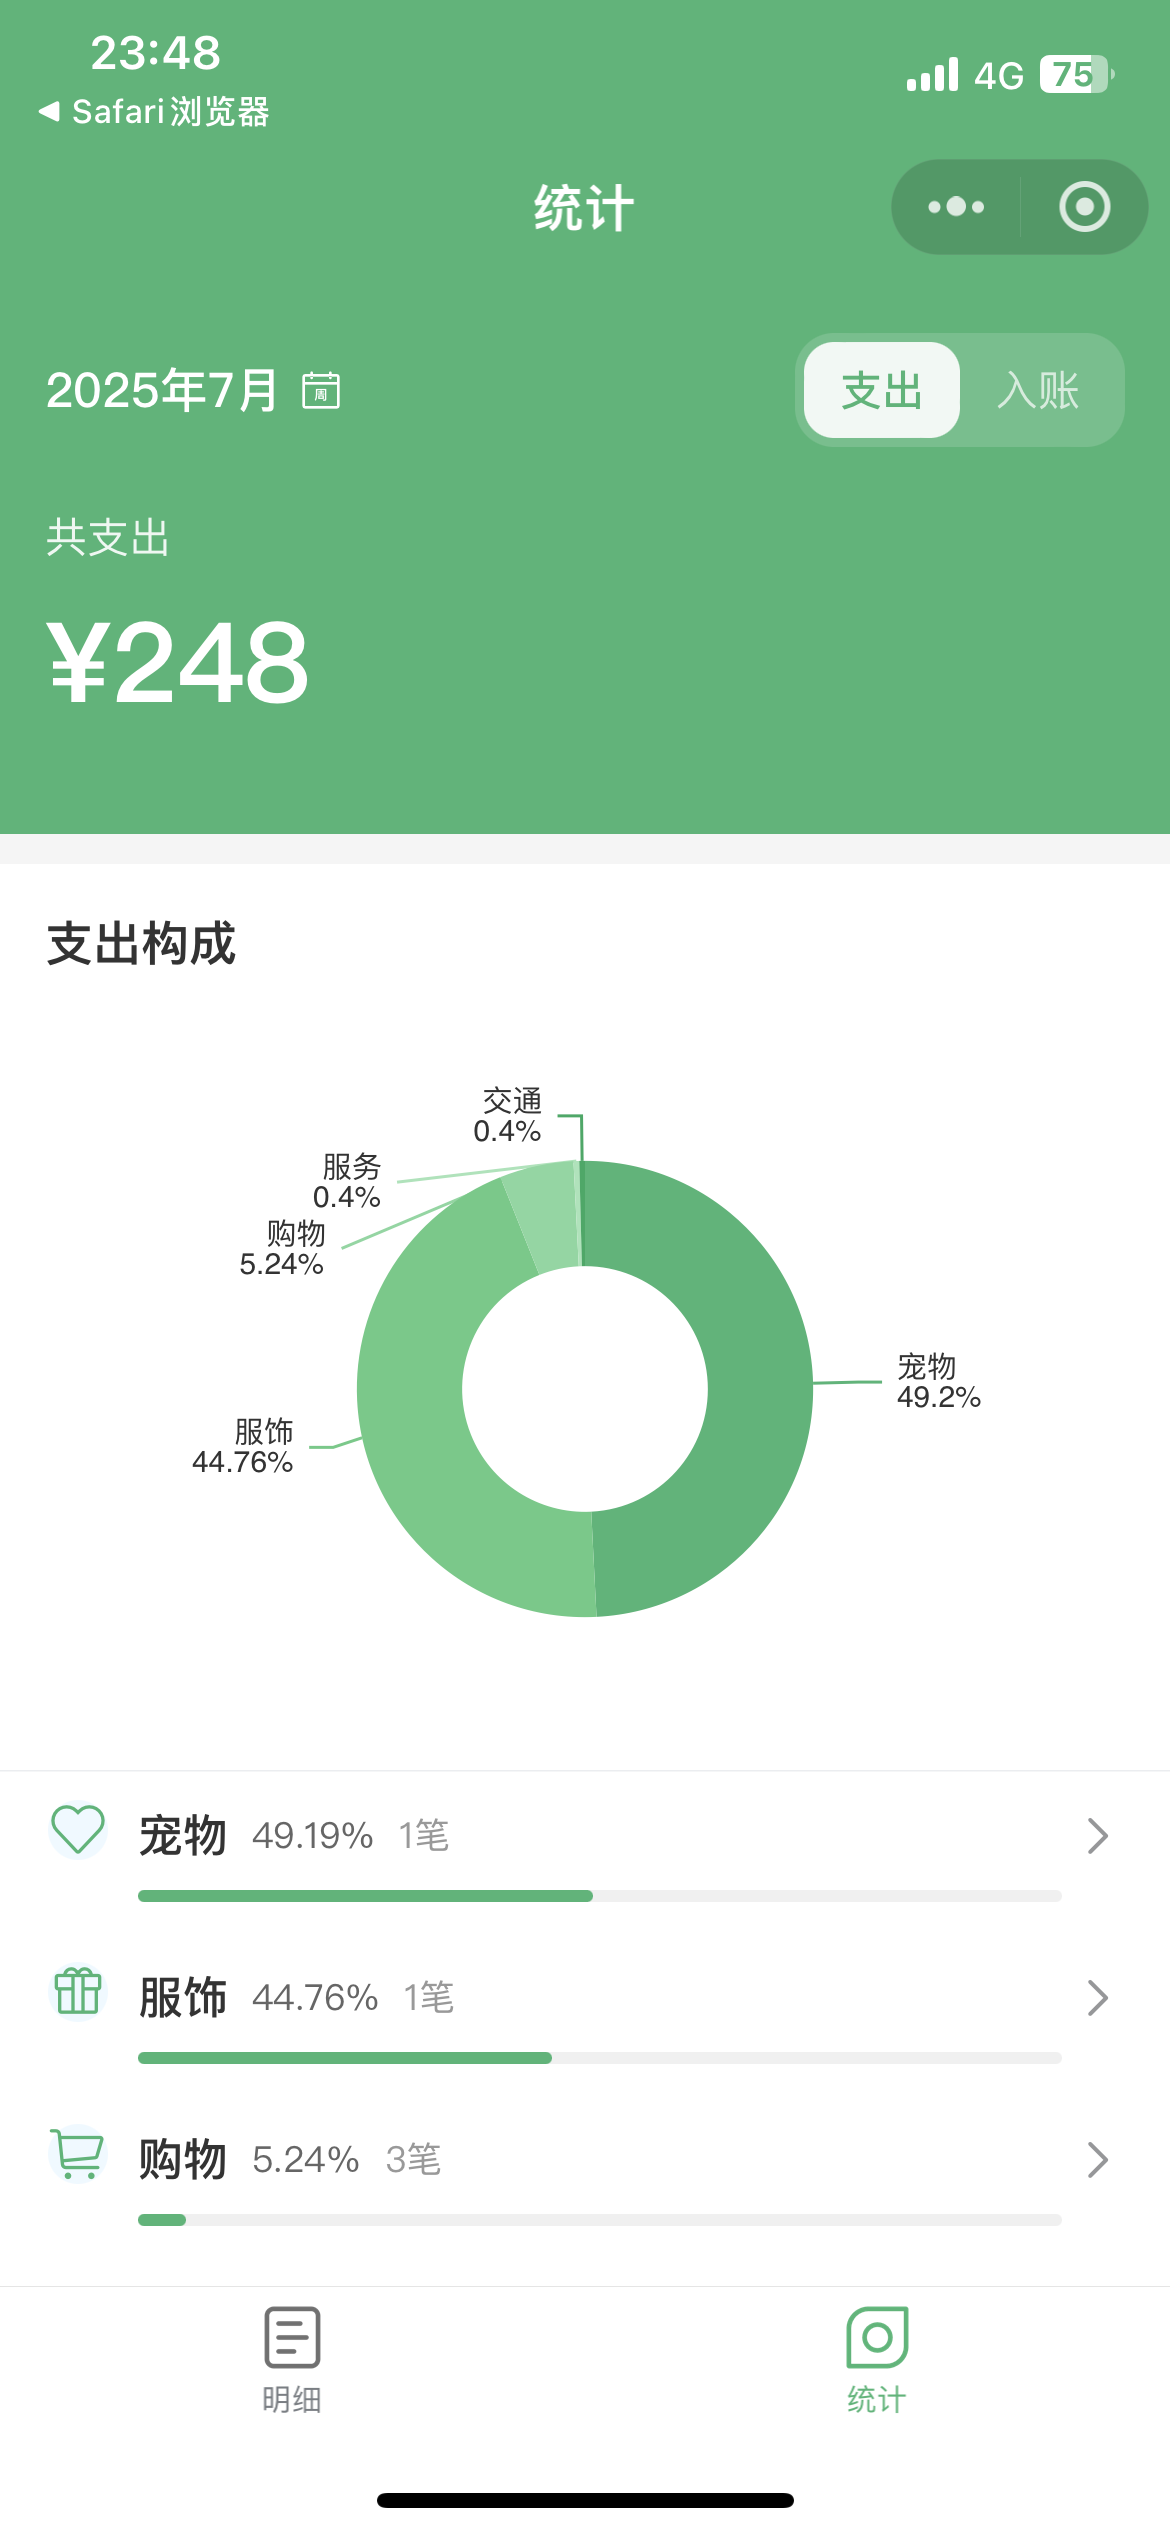 23:48
4G
75
Safari浏览器
统计
2025年7月
周
支出
入账
共支出
¥248
支出构成
交通
0.4%
服务
0.4%
购物
5.24%
宠物
49.2%
服饰
44.76%
宠物 49.19% 1笔
服饰 44.76% 1笔
购物 5.24% 3笔
明细
统计